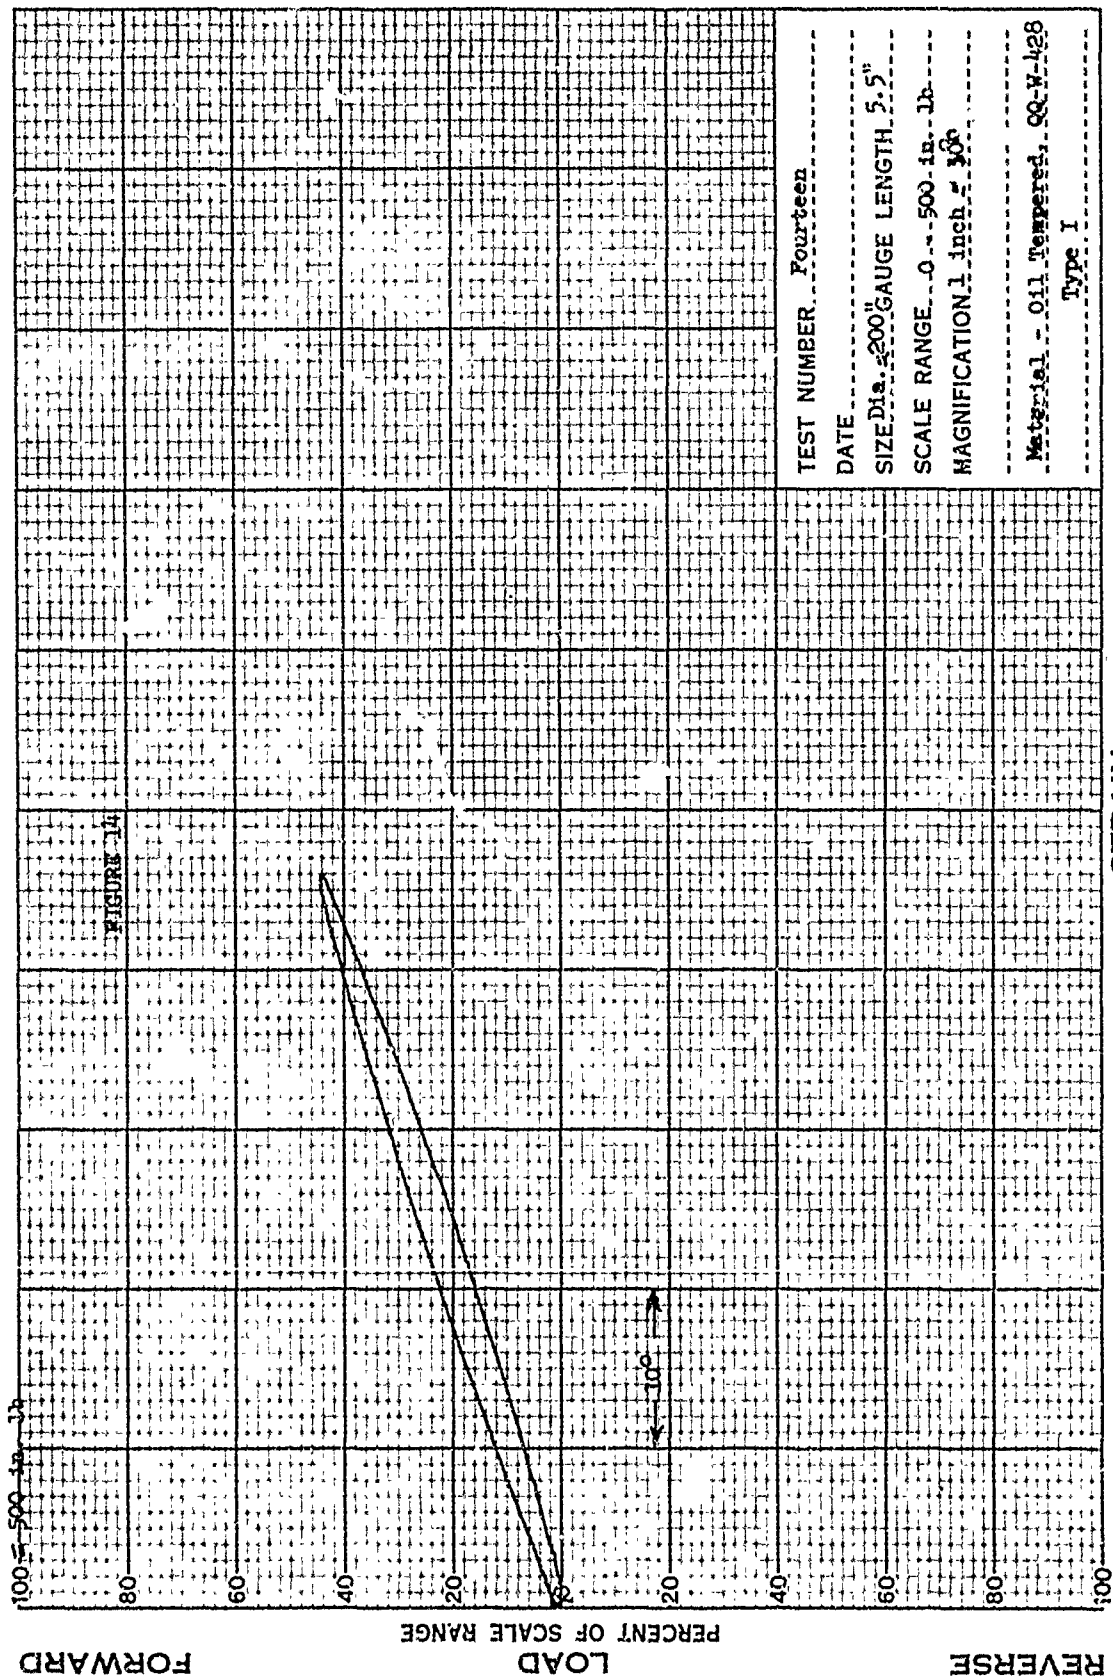 FIGURE 14
100 = 500 in. lb
80
60
40
20
0
20
40
60
80
100
FORWARD
LOAD
REVERSE
PERCENT OF SCALE RANGE
10°
TEST NUMBER Fourteen
DATE
SIZE Dia. .200" GAUGE LENGTH 5.5"
SCALE RANGE 0 - 500 in. lb
MAGNIFICATION 1 inch =
Material - Oil Tempered, QQ-W-428
Type I